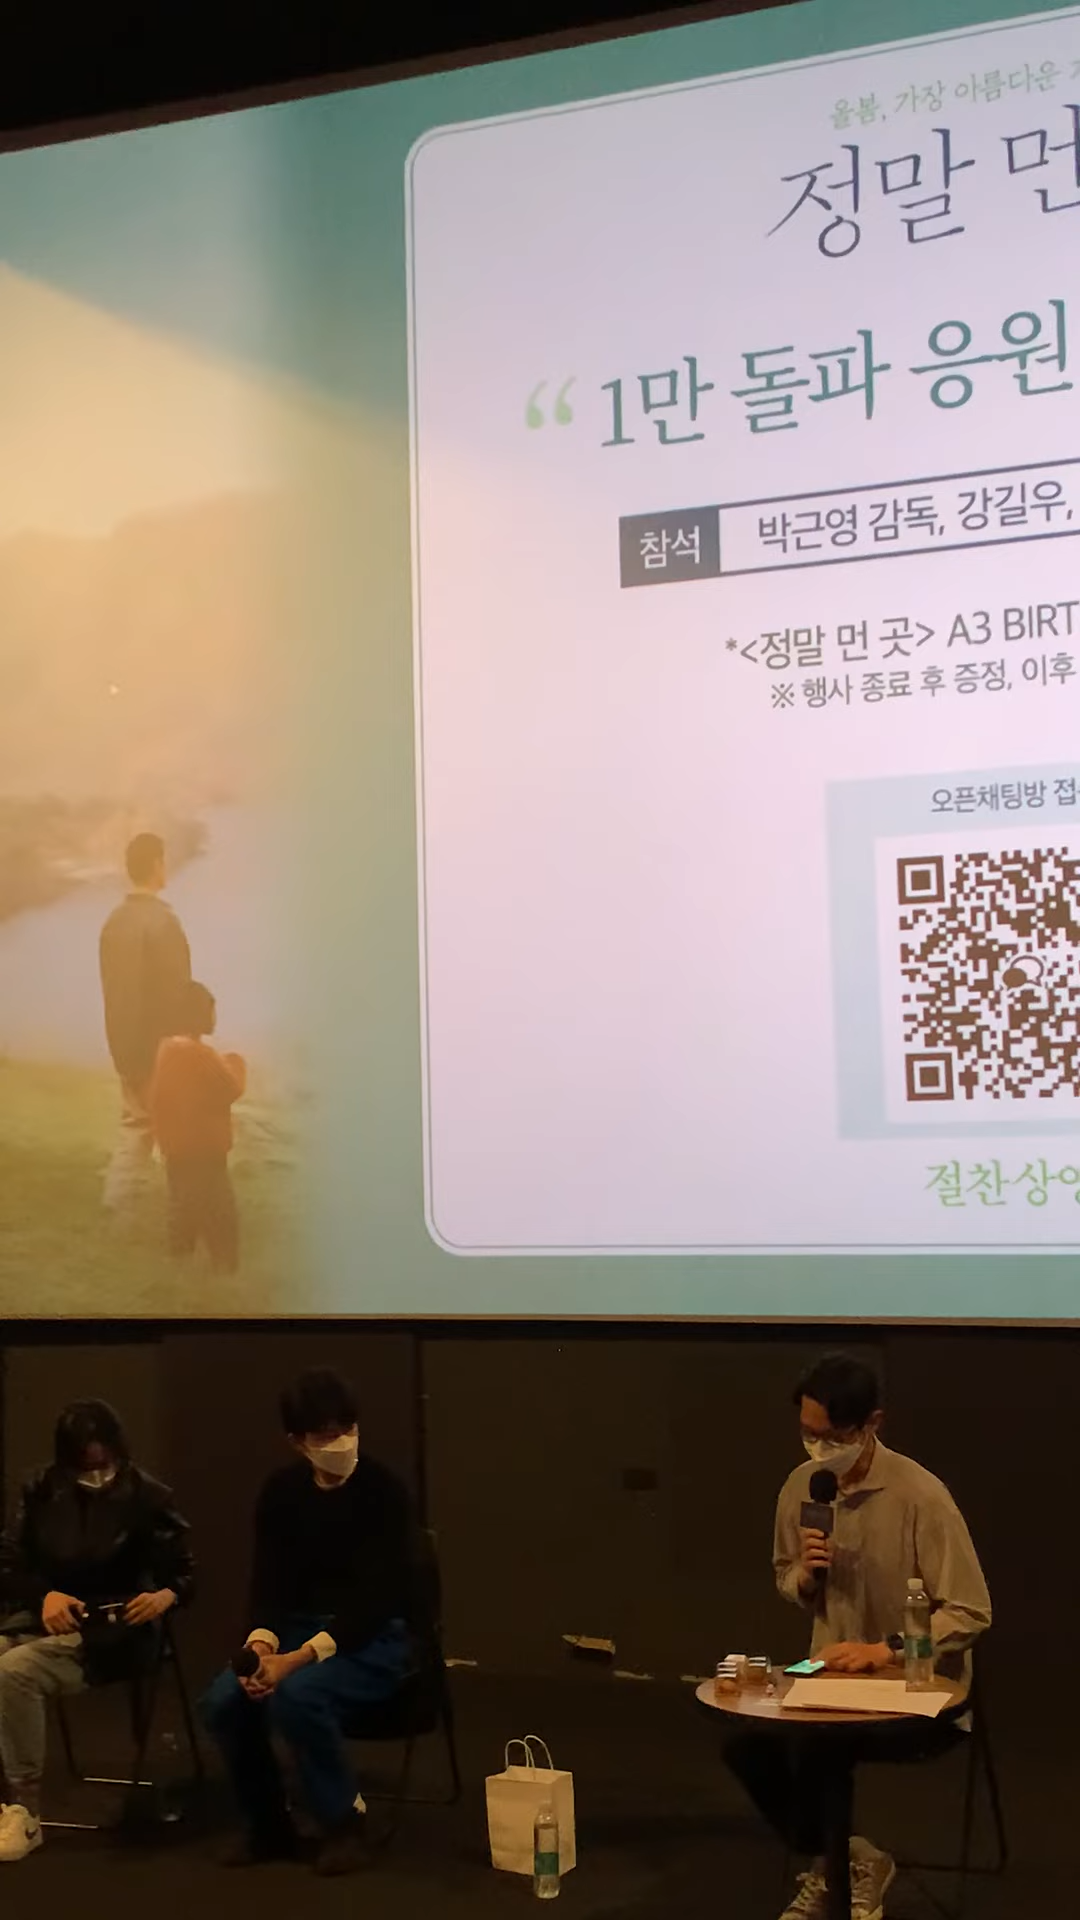 올봄, 가장 아름다운
정말 먼
“ 1만 돌파 응원
참석 박근영 감독, 강길우,
*<정말 먼 곳> A3 BIRT
※ 행사 종료 후 증정, 이후
오픈채팅방 접
절찬상영